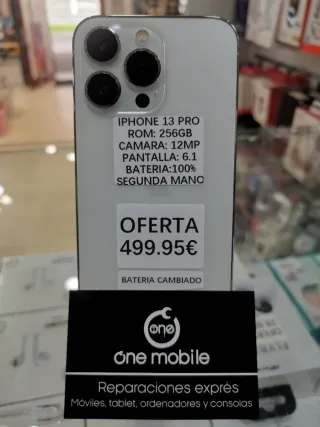 IPHONE 13 PRO
ROM: 256GB
CAMARA: 12MP
PANTALLA: 6.1
BATERIA:100%
SEGUNDA MANO
OFERTA
499.95€
BATERIA CAMBIADO
one
one mobile
Reparaciones exprés
Móviles, tablet, ordenadores y consolas